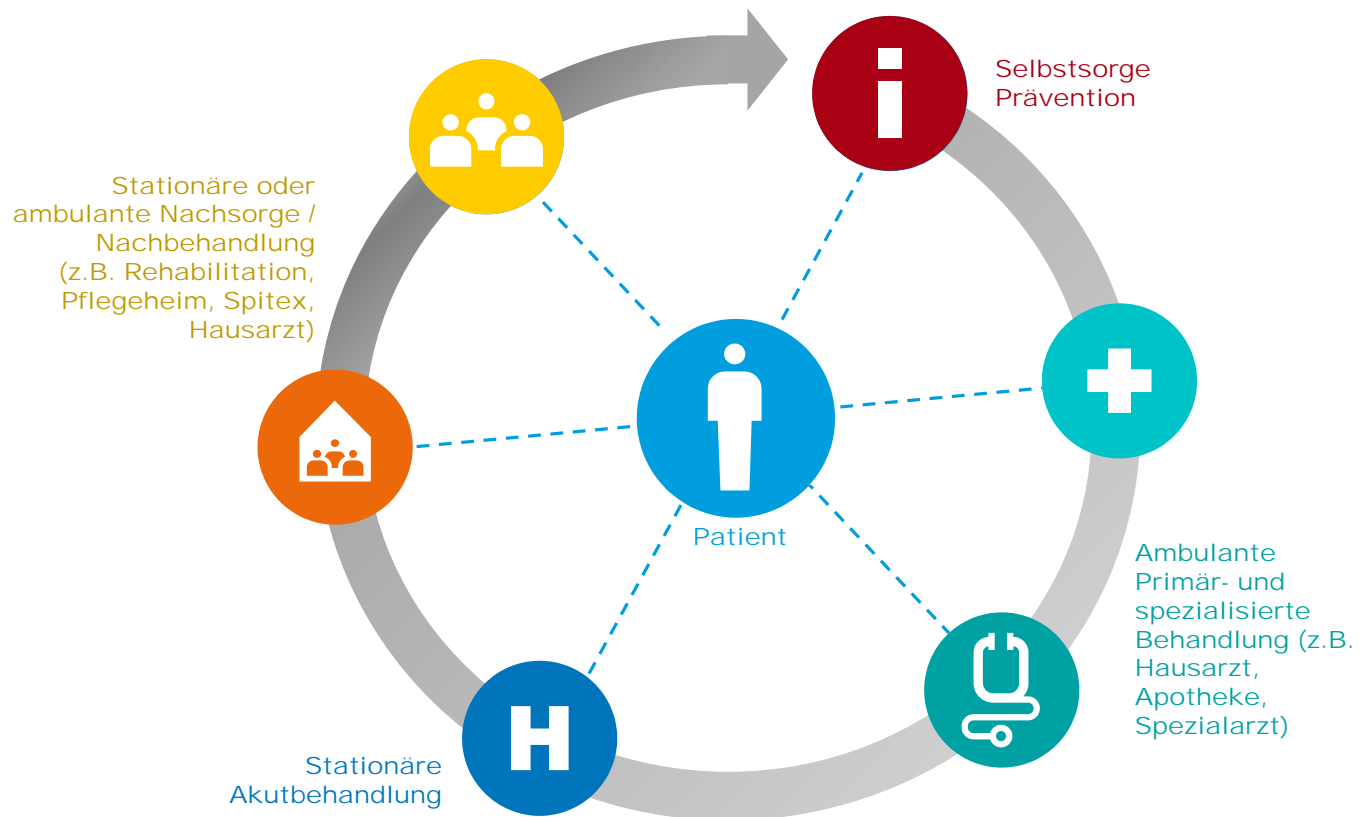 Selbstsorge
Prävention
Stationäre oder
ambulante Nachsorge /
Nachbehandlung
(z.B. Rehabilitation,
Pflegeheim, Spitex,
Hausarzt)
Patient
Ambulante
Primär- und
spezialisierte
Behandlung (z.B.
Hausarzt,
Apotheke,
Spezialarzt)
H
Stationäre
Akutbehandlung